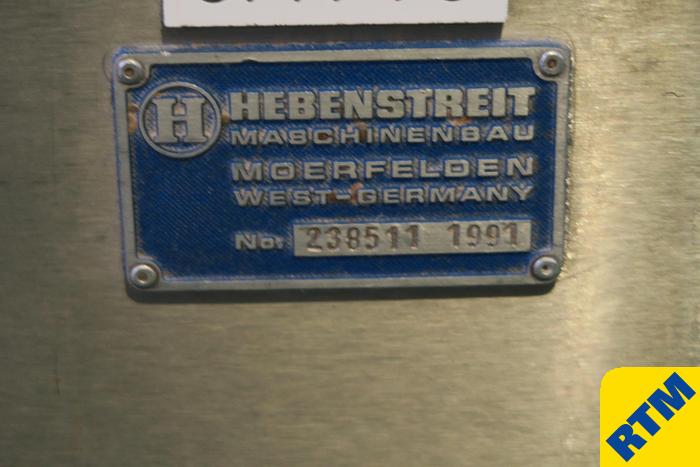 H
HEBENSTREIT
MASCHINENBAU
MOERFELDEN
WEST-GERMANY
No: 238511 1991
RTM